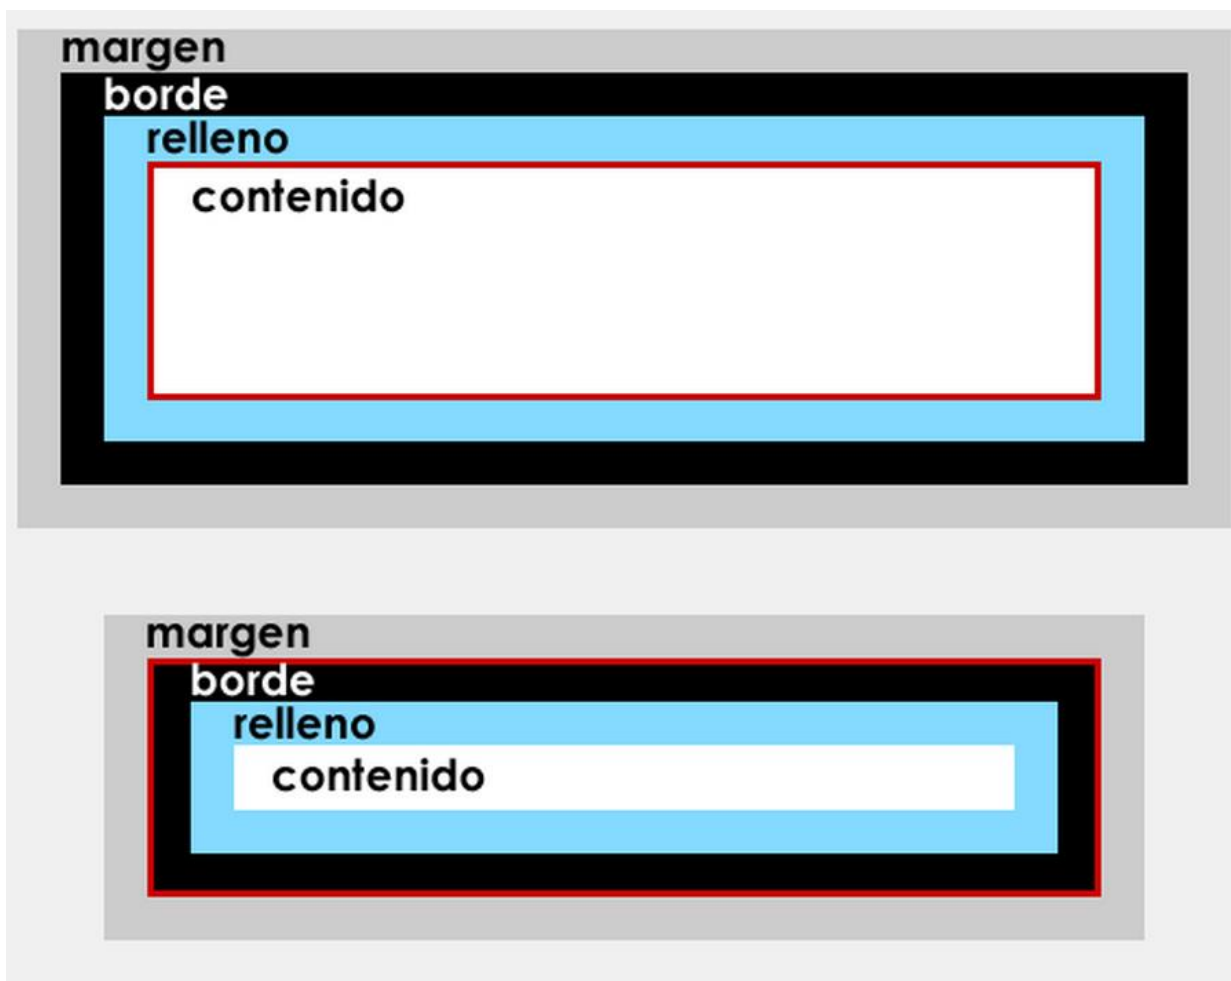 margen
borde
relleno
contenido
margen
borde
relleno
contenido